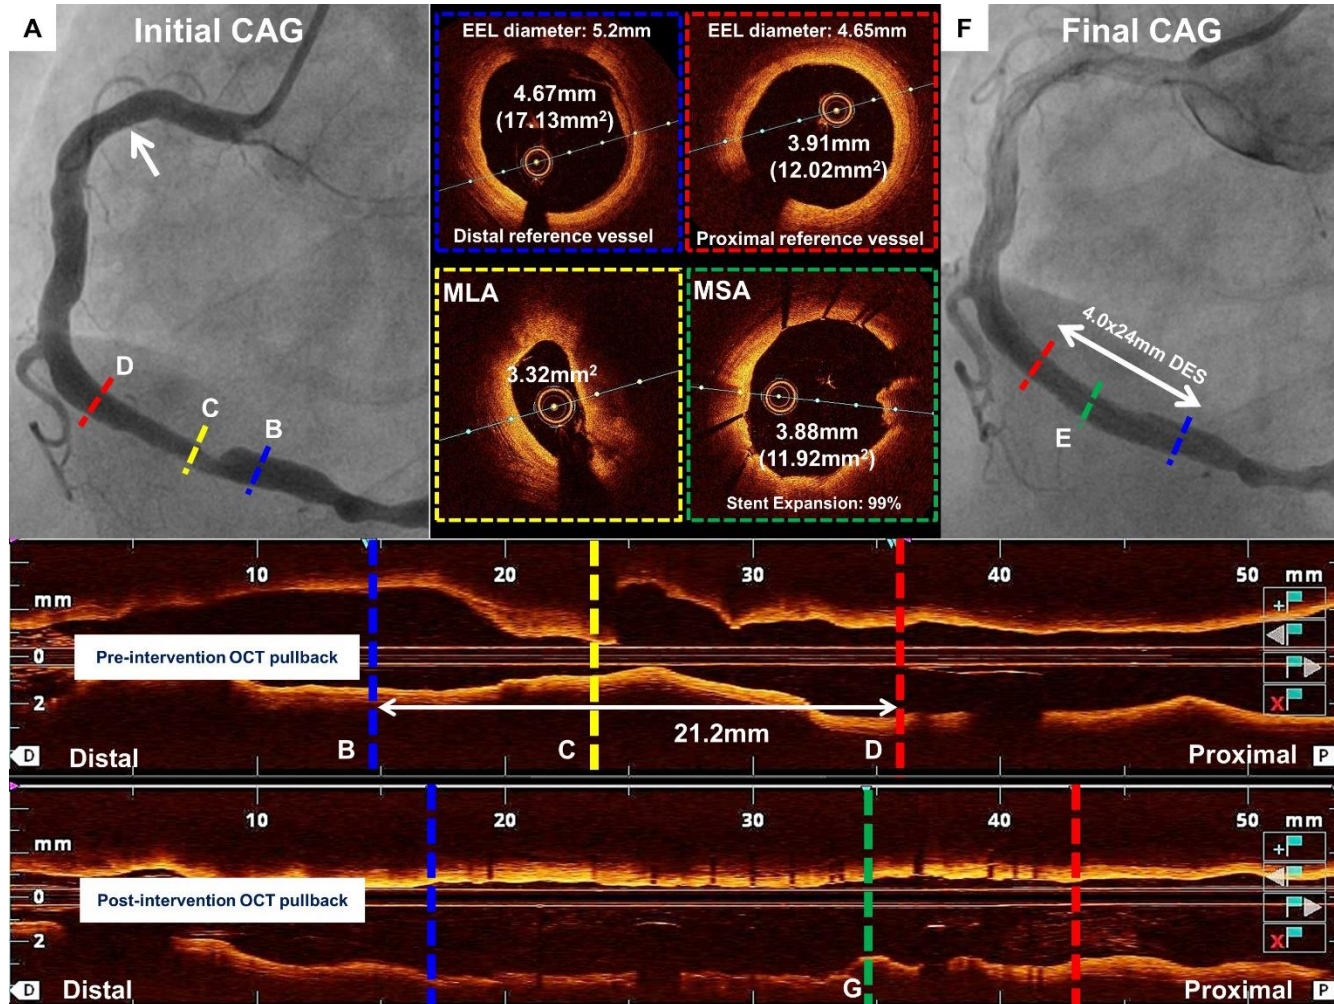 A
Initial CAG
D
C
B
EEL diameter: 5.2mm
4.67mm
(17.13mm²)
Distal reference vessel
EEL diameter: 4.65mm
3.91mm
(12.02mm²)
Proximal reference vessel
MLA
3.32mm²
MSA
3.88mm
(11.92mm²)
Stent Expansion: 99%
F
Final CAG
4.0x24mm DES
E
10 20 30 40 50 mm
mm
0
2
Pre-intervention OCT pullback
21.2mm
B C D
D Distal
Proximal P
+
X
10 20 30 40 50 mm
mm
0
2
Post-intervention OCT pullback
G
D Distal
Proximal P
+
X